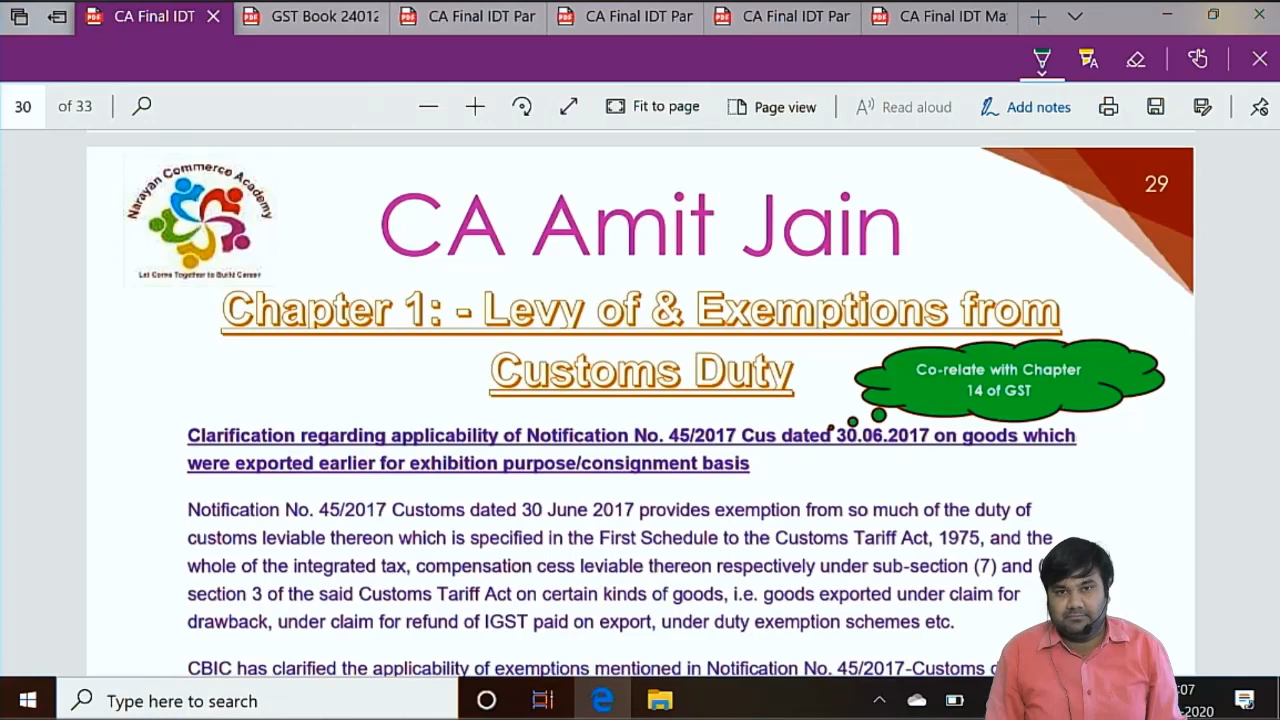 CA Final IDT
GST Book 24012
CA Final IDT Par
CA Final IDT Par
CA Final IDT Par
CA Final IDT Ma
30 of 33
Fit to page
Page view
Read aloud
Add notes
Narayan Commerce Academy
Let Come Together to Build Career
CA Amit Jain
29
Chapter 1: - Levy of & Exemptions from
Customs Duty
Co-relate with Chapter
14 of GST
Clarification regarding applicability of Notification No. 45/2017 Cus dated 30.06.2017 on goods which
were exported earlier for exhibition purpose/consignment basis
Notification No. 45/2017 Customs dated 30 June 2017 provides exemption from so much of the duty of
customs leviable thereon which is specified in the First Schedule to the Customs Tariff Act, 1975, and the
whole of the integrated tax, compensation cess leviable thereon respectively under sub-section (7) and
section 3 of the said Customs Tariff Act on certain kinds of goods, i.e. goods exported under claim for
drawback, under claim for refund of IGST paid on export, under duty exemption schemes etc.
CBIC has clarified the applicability of exemptions mentioned in Notification No. 45/2017-Customs
Type here to search
:07
-2020